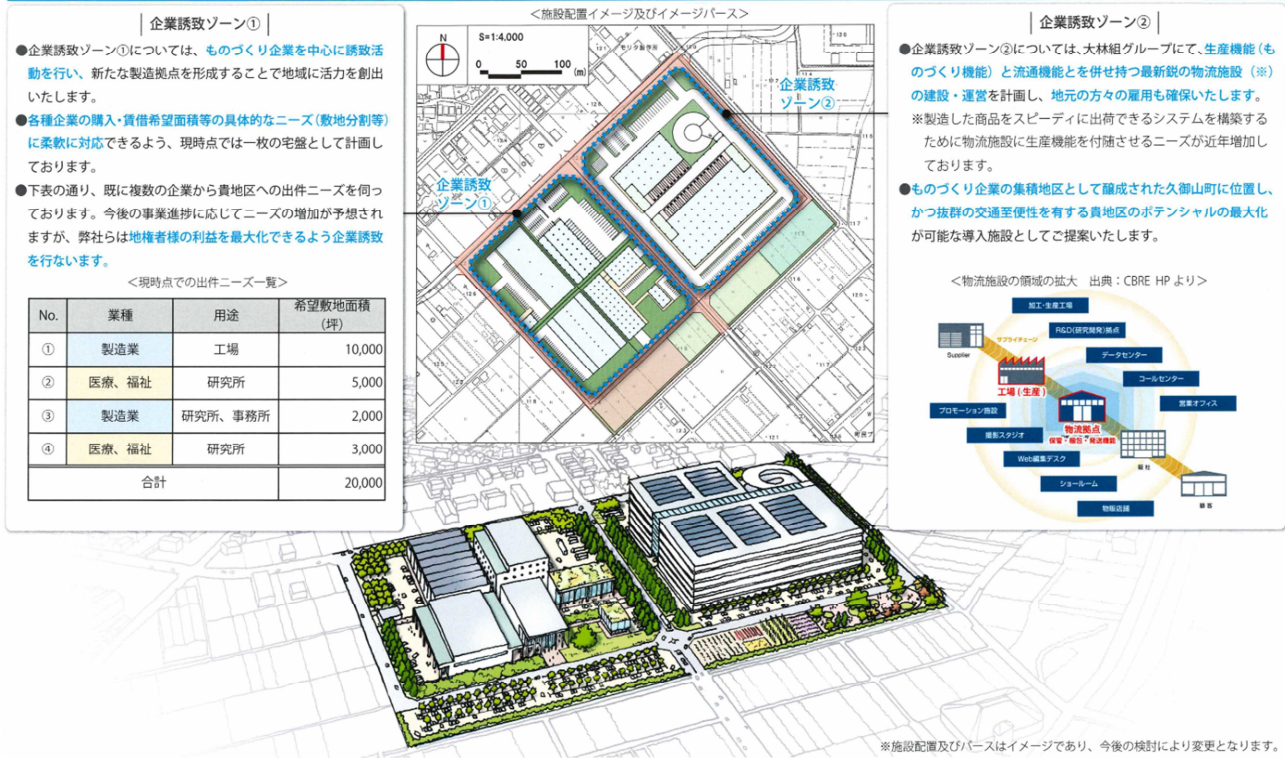 企業誘致ゾーン①
●企業誘致ゾーン①については、ものづくり企業を中心に誘致活
動を行い、新たな製造拠点を形成することで地域に活力を創出
いたします。
●各種企業の購入・賃借希望面積等の具体的なニーズ（敷地分割等）
に柔軟に対応できるよう、現時点では一枚の宅盤として計画し
ております。
●下表の通り、既に複数の企業から貴地区への出件ニーズを伺っ
ております。今後の事業進捗に応じてニーズの増加が予想され
ますが、弊社らは地権者様の利益を最大化できるよう企業誘致
を行ないます。
＜現時点での出件ニーズ一覧＞
No. 業種 用途 希望敷地面積
（坪）
① 製造業 工場 10,000
② 医療、福祉 研究所 5,000
③ 製造業 研究所、事務所 2,000
④ 医療、福祉 研究所 3,000
合計 20,000
＜施設配置イメージ及びイメージパース＞
N
S=1:4,000
0 50 100 (m)
モリタ製作所
企業誘致
ゾーン②
企業誘致
ゾーン①
企業誘致ゾーン②
●企業誘致ゾーン②については、大林組グループにて、生産機能（も
のづくり機能）と流通機能とを併せ持つ最新鋭の物流施設（※）
の建設・運営を計画し、地元の方々の雇用も確保いたします。
※製造した商品をスピーディに出荷できるシステムを構築する
ために物流施設に生産機能を付随させるニーズが近年増加し
ております。
●ものづくり企業の集積地区として醸成された久御山町に位置し、
かつ抜群の交通至便性を有する貴地区のポテンシャルの最大化
が可能な導入施設としてご提案いたします。
＜物流施設の領域の拡大　出典：CBRE HP より＞
加工・生産工場
R&D(研究開発)拠点
サプライチェーン
Supplier
データセンター
コールセンター
工場（生産）
営業オフィス
プロモーション施設
物流拠点
保管・梱包・発送機能
撮影スタジオ
Web編集デスク
販社
ショールーム
顧客
物販店舗
※施設配置及びパースはイメージであり、今後の検討により変更となります。